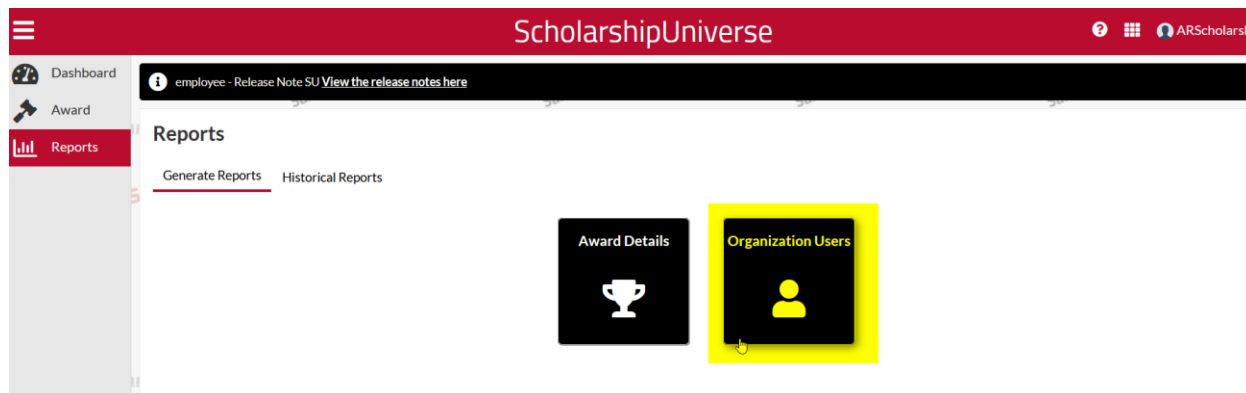 ScholarshipUniverse
ARScholars
Dashboard
Award
Reports
employee - Release Note SU View the release notes here
Reports
Generate Reports Historical Reports
Award Details
Organization Users